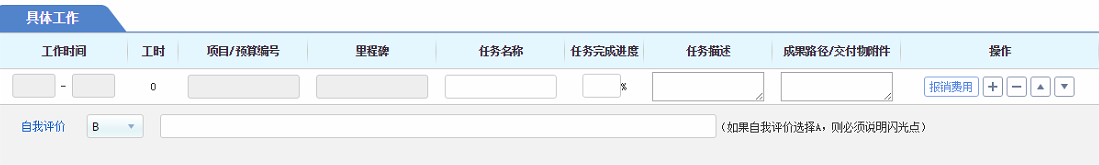 具体工作
工作时间 工时 项目/预算编号 里程碑 任务名称 任务完成进度 任务描述 成果路径/交付物附件 操作
- 0 % 报销费用
自我评价 B (如果自我评价选择A，则必须说明闪光点)